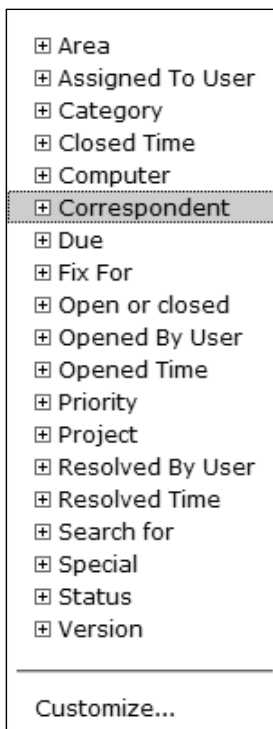 Area
Assigned To User
Category
Closed Time
Computer
Correspondent
Due
Fix For
Open or closed
Opened By User
Opened Time
Priority
Project
Resolved By User
Resolved Time
Search for
Special
Status
Version
Customize...